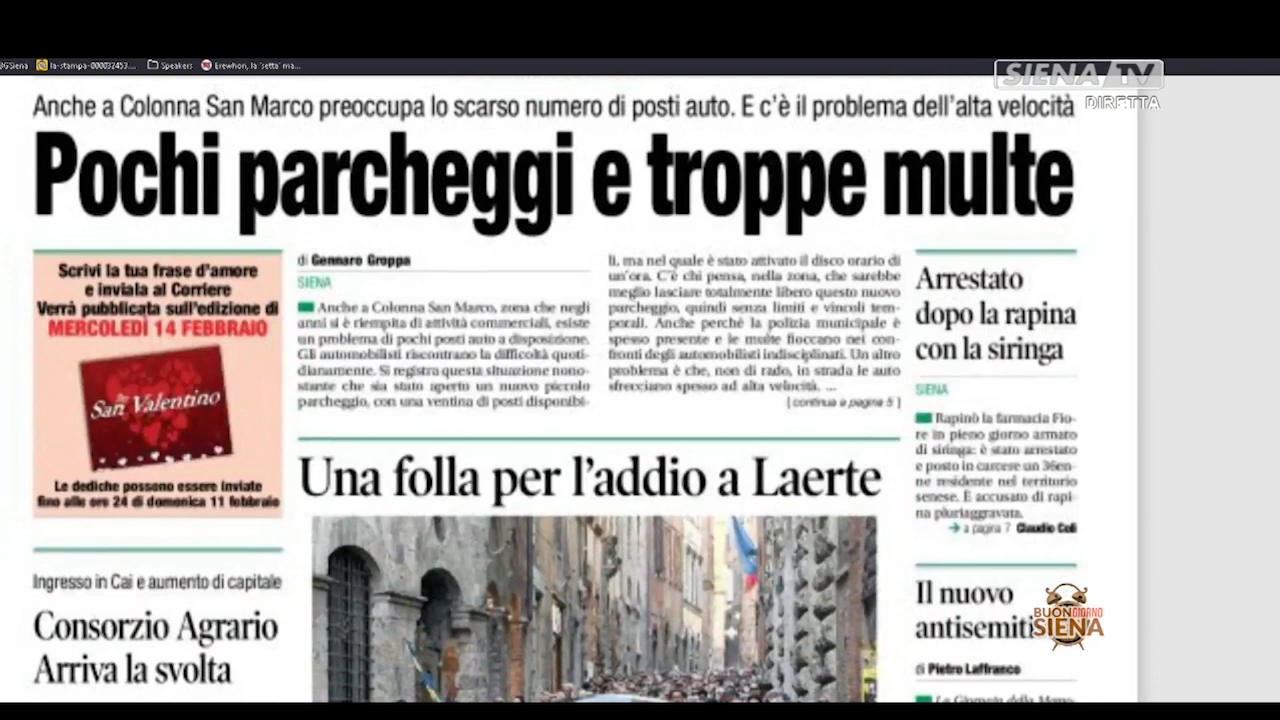 la-stampa-000032453...
Speakers
Erewhon, la 'setta' ma...
SIENA TV
DIRETTA
Anche a Colonna San Marco preoccupa lo scarso numero di posti auto. E c'è il problema dell'alta velocità
Pochi parcheggi e troppe multe
Scrivi la tua frase d'amore
e inviala al Corriere
Verrà pubblicata sull'edizione di
MERCOLEDÌ 14 FEBBRAIO
San Valentino
Le dediche possono essere inviate
fino alle ore 24 di domenica 11 febbraio
Ingresso in Cai e aumento di capitale
Consorzio Agrario
Arriva la svolta
di Gennaro Groppa
SIENA
Anche a Colonna San Marco, zona che negli
anni si è riempita di attività commerciali, esiste
un problema di pochi posti auto a disposizione.
Gli automobilisti riscontrano la difficoltà quoti-
dianamente. Si registra questa situazione nono-
stante che sia stato aperto un nuovo piccolo
parcheggio, con una ventina di posti disponibi-
li, ma nel quale è stato attivato il disco orario di
un'ora. C'è chi pensa, nella zona, che sarebbe
meglio lasciare totalmente libero questo nuovo
parcheggio, quindi senza limiti e vincoli tem-
porali. Anche perché la polizia municipale è
spesso presente e le multe fioccano nei con-
fronti degli automobilisti indisciplinati. Un altro
problema è che, non di rado, in strada le auto
sfrecciano spesso ad alta velocità. ...
[ continua a pagina 5 ]
Una folla per l'addio a Laerte
Arrestato
dopo la rapina
con la siringa
SIENA
Rapinò la farmacia Fio-
re in pieno giorno armato
di siringa: è stato arrestato
e posto in carcere un 36en-
ne residente nel territorio
senese. È accusato di rapi-
na pluriaggravata.
a pagina 7 Claudio Coli
Il nuovo
antisemiti
BUONGIORNO
SIENA
di Pietro Laffranco
La Giornata della Memo-